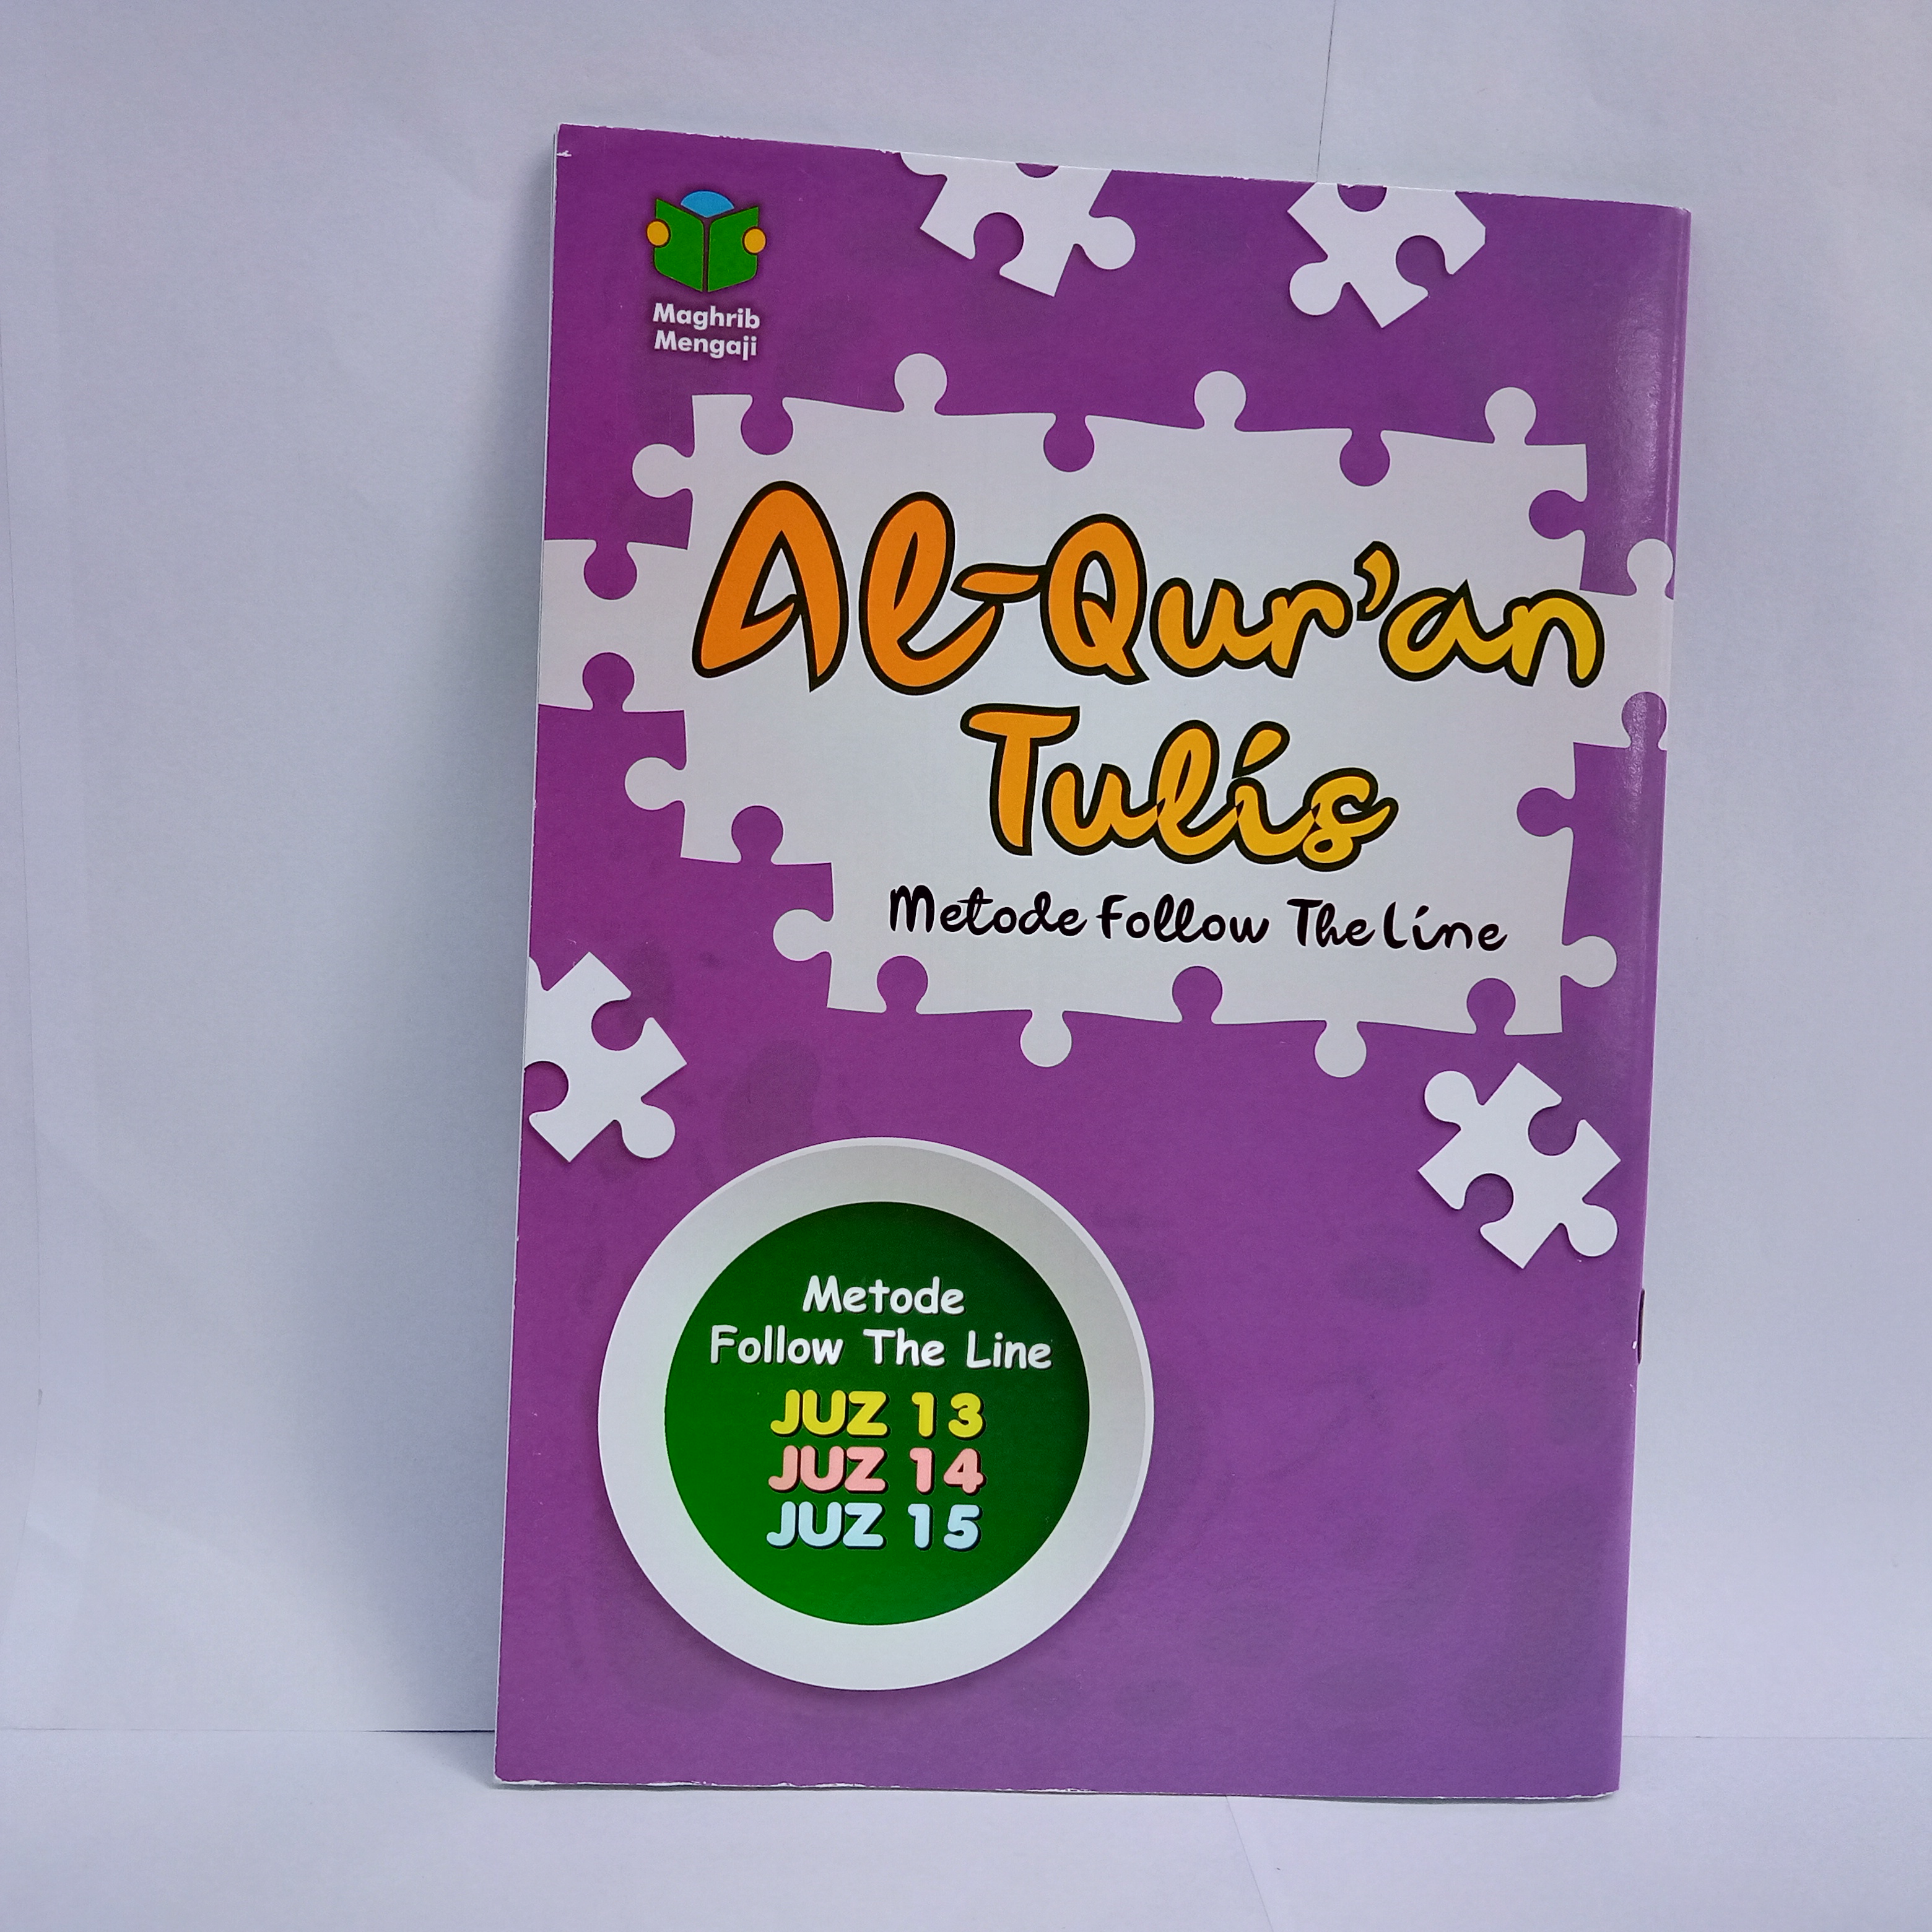 Maghrib
Mengaji
Al-Qur'an
Tulis
Metode Follow The Line
Metode
Follow The Line
JUZ 13
JUZ 14
JUZ 15